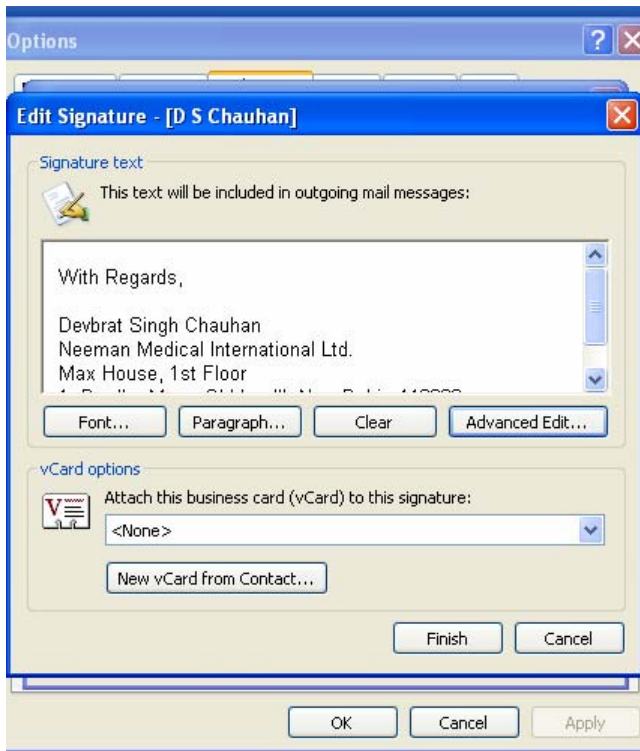 Options
Edit Signature - [D S Chauhan]
Signature text
This text will be included in outgoing mail messages:
With Regards,
Devbrat Singh Chauhan
Neeman Medical International Ltd.
Max House, 1st Floor
Font... Paragraph... Clear Advanced Edit...
vCard options
Attach this business card (vCard) to this signature:
<None>
New vCard from Contact...
Finish Cancel
OK Cancel Apply